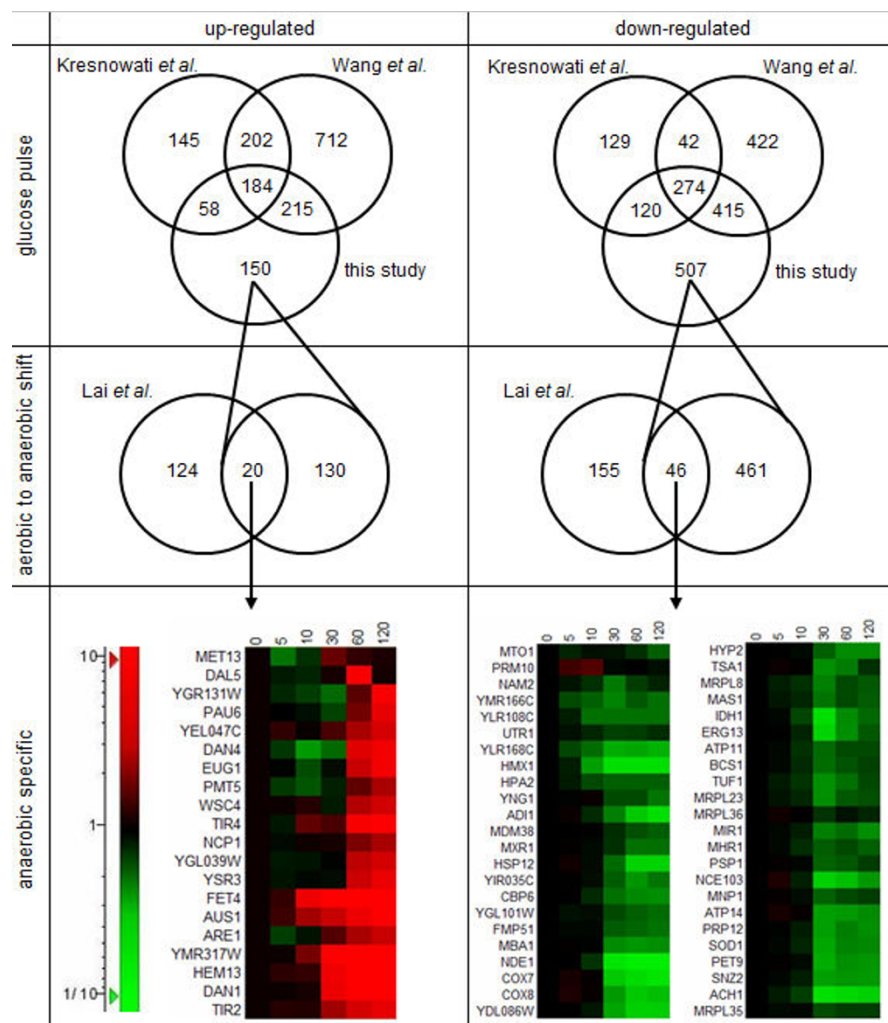 up-regulated
down-regulated
glucose pulse
Kresnowati et al.
Wang et al.
145
202
712
184
58
215
150
this study
Kresnowati et al.
Wang et al.
129
42
422
274
120
415
507
this study
aerobic to anaerobic shift
Lai et al.
124
20
130
Lai et al.
155
46
461
anaerobic specific
10
1
1/10
0 5 10 30 60 120
MET13
DAL5
YGR131W
PAU6
YEL047C
DAN4
EUG1
PMT5
WSC4
TIR4
NCP1
YGL039W
YSR3
FET4
AUS1
ARE1
YMR317W
HEM13
DAN1
TIR2
0 5 10 30 60 120
MTO1
PRM10
NAM2
YMR166C
YLR108C
UTR1
YLR168C
HMX1
HPA2
YNG1
ADI1
MDM38
MXR1
HSP12
YIR035C
CBP6
YGL101W
FMP51
MBA1
NDE1
COX7
COX8
YDL086W
0 5 10 30 60 120
HYP2
TSA1
MRPL8
MAS1
IDH1
ERG13
ATP11
BCS1
TUF1
MRPL23
MRPL36
MIR1
MHR1
PSP1
NCE103
MNP1
ATP14
PRP12
SOD1
PET9
SNZ2
ACH1
MRPL35